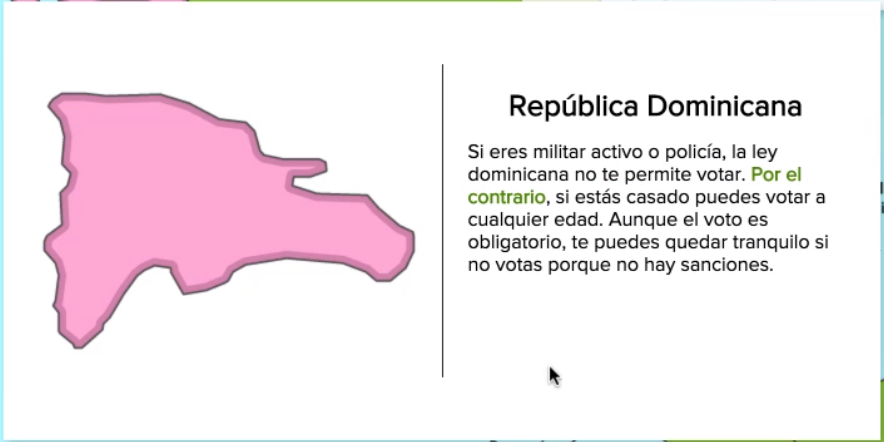 República Dominicana
Si eres militar activo o policía, la ley
dominicana no te permite votar. Por el
contrario, si estás casado puedes votar a
cualquier edad. Aunque el voto es
obligatorio, te puedes quedar tranquilo si
no votas porque no hay sanciones.